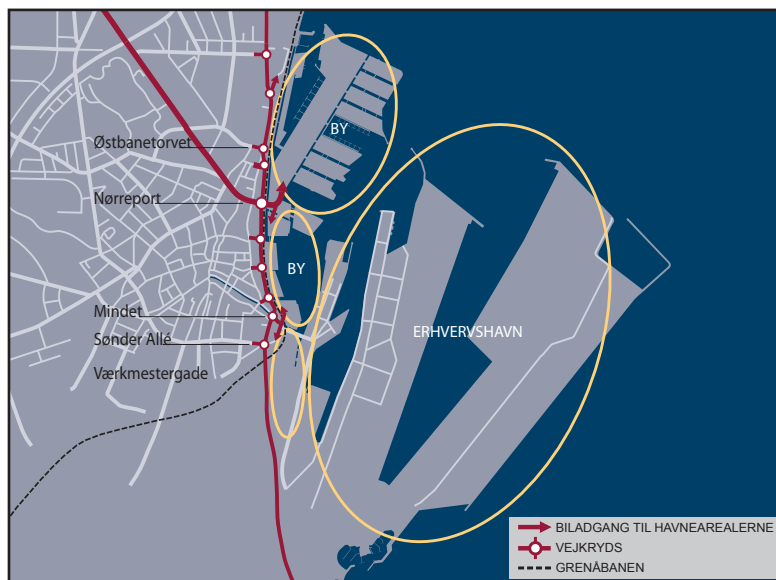 BY
Østbanetorvet
Nørreport
BY
Mindet
Sønder Allé
ERHVERVSHAVN
Værkmestergade
BILADGANG TIL HAVNEAREALERNE
VEJKRYDS
GRENÅBANEN